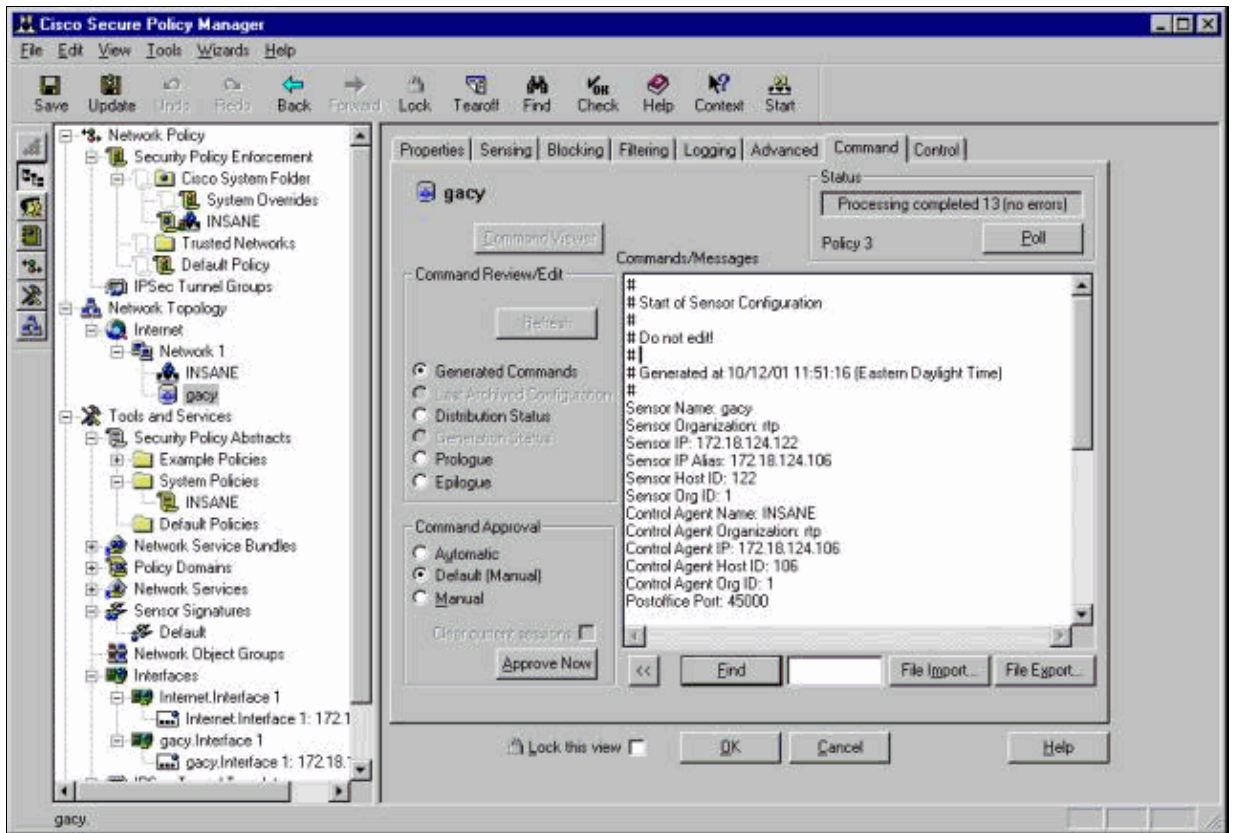 Cisco Secure Policy Manager
File Edit View Tools Wizards Help
Save Update Undo Redo Back Forward Lock Tearoff Find Check Help Context Start
Network Policy
Security Policy Enforcement
Cisco System Folder
System Overrides
INSANE
Trusted Networks
Default Policy
IPSec Tunnel Groups
Network Topology
Internet
Network 1
INSANE
gacy
Tools and Services
Security Policy Abstracts
Example Policies
System Policies
INSANE
Default Policies
Network Service Bundles
Policy Domains
Network Services
Sensor Signatures
Default
Network Object Groups
Interfaces
Internet.Interface 1
Internet.Interface 1: 172.1
gacy.Interface 1
gacy.Interface 1: 172.18.
Properties Sensing Blocking Filtering Logging Advanced Command Control
gacy
Command Viewer
Status
Processing completed 13 (no errors)
Policy 3
Poll
Command Review/Edit
Refresh
Generated Commands
Last Archived Configuration
Distribution Status
Generation Status
Prologue
Epilogue
Command Approval
Automatic
Default (Manual)
Manual
Clear current sessions
Approve Now
Commands/Messages
#
# Start of Sensor Configuration
#
# Do not edit!
#
# Generated at 10/12/01 11:51:16 (Eastern Daylight Time)
#
Sensor Name: gacy
Sensor Organization: rtp
Sensor IP: 172.18.124.122
Sensor IP Alias: 172.18.124.106
Sensor Host ID: 122
Sensor Org ID: 1
Control Agent Name: INSANE
Control Agent Organization: rtp
Control Agent IP: 172.18.124.106
Control Agent Host ID: 106
Control Agent Org ID: 1
Postoffice Port: 45000
<< Find File Import... File Export...
Lock this view OK Cancel Help
gacy.